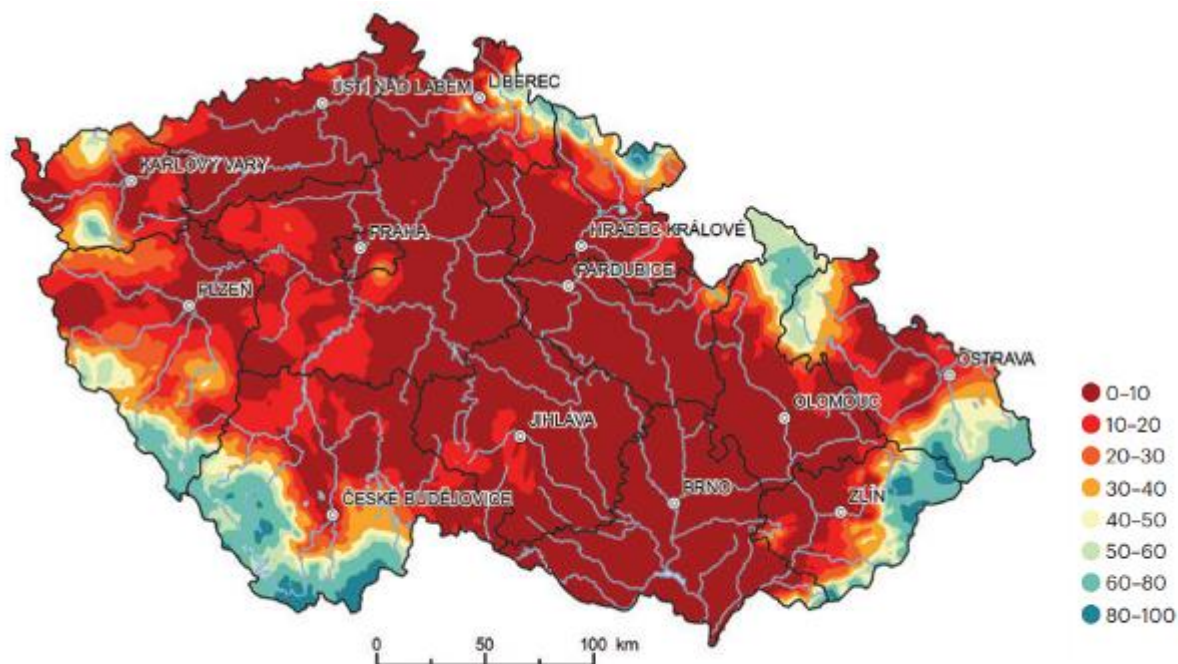 ÚSTÍ NAD LABEM
LIBEREC
KARLOVY VARY
PRAHA
HRADEC KRÁLOVÉ
PARDUBICE
PLZEŇ
OSTRAVA
OLOMOUC
JIHLAVA
BRNO
ZLÍN
ČESKÉ BUDĚJOVICE
0–10
10–20
20–30
30–40
40–50
50–60
60–80
80–100
0 50 100 km